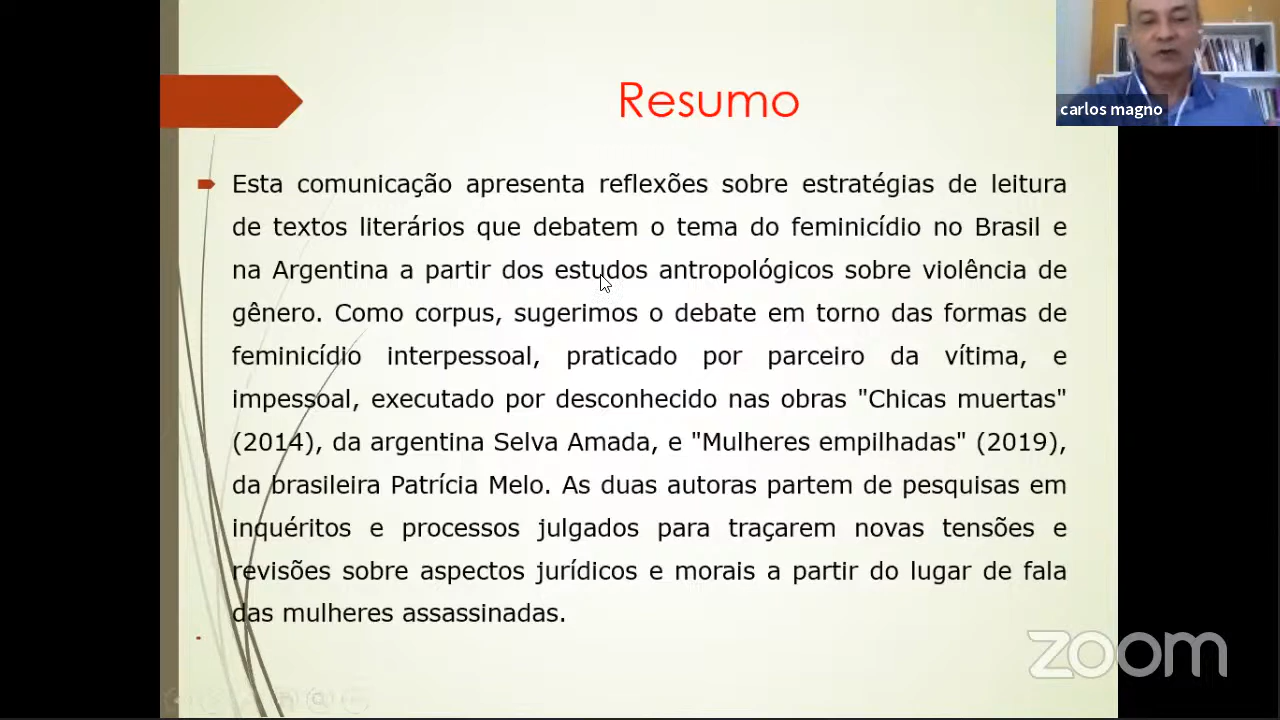 Resumo
carlos magno
Esta comunicação apresenta reflexões sobre estratégias de leitura
de textos literários que debatem o tema do feminicídio no Brasil e
na Argentina a partir dos estudos antropológicos sobre violência de
gênero. Como corpus, sugerimos o debate em torno das formas de
feminicídio interpessoal, praticado por parceiro da vítima, e
impessoal, executado por desconhecido nas obras "Chicas muertas"
(2014), da argentina Selva Amada, e "Mulheres empilhadas" (2019),
da brasileira Patrícia Melo. As duas autoras partem de pesquisas em
inquéritos e processos julgados para traçarem novas tensões e
revisões sobre aspectos jurídicos e morais a partir do lugar de fala
das mulheres assassinadas.
zoom